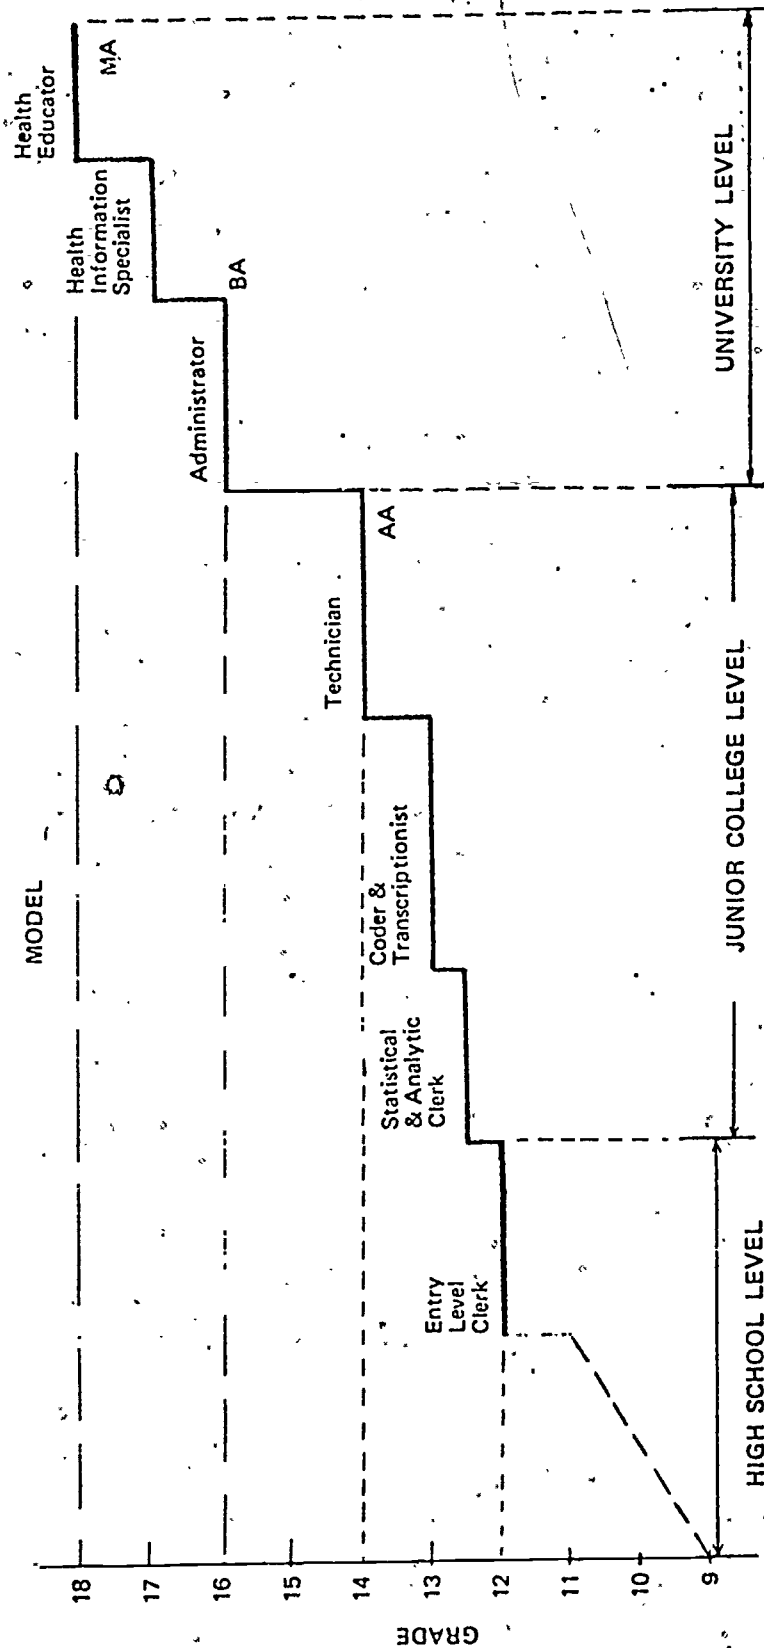 MODEL
Health
Educator
MA
Health
Information
Specialist
BA
Administrator
AA
Technician
Coder &
Transcriptionist
Statistical
& Analytic
Clerk
Entry
Level
Clerk
18
17
16
15
14
13
12
11
10
9
GRADE
HIGH SCHOOL LEVEL
JUNIOR COLLEGE LEVEL
UNIVERSITY LEVEL